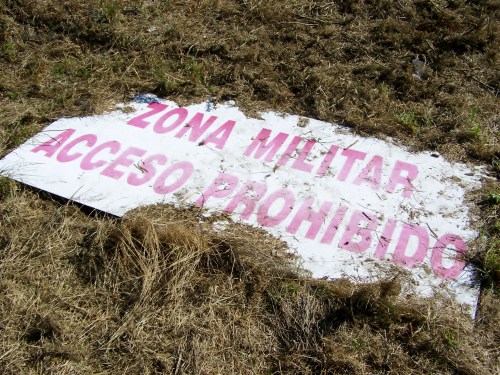 ZONA MILITAR
ACCESO PROHIBIDO